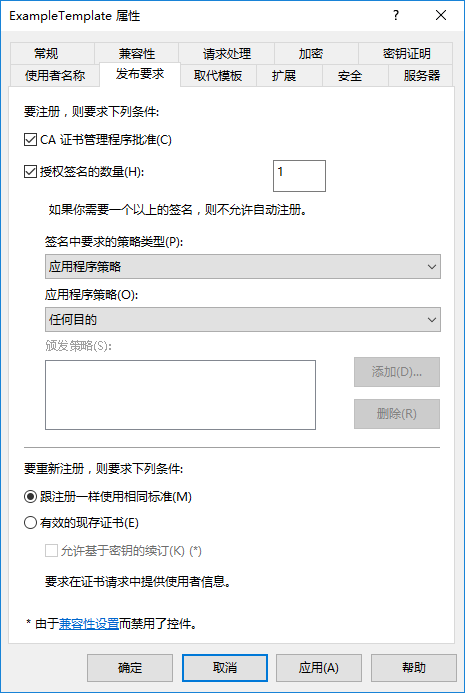 ExampleTemplate 属性
常规 兼容性 请求处理 加密 密钥证明
使用者名称 发布要求 取代模板 扩展 安全 服务器
要注册，则要求下列条件:
CA 证书管理程序批准(C)
授权签名的数量(H): 1
如果你需要一个以上的签名，则不允许自动注册。
签名中要求的策略类型(P):
应用程序策略
应用程序策略(O):
任何目的
颁发策略(S):
添加(D)...
删除(R)
要重新注册，则要求下列条件:
跟注册一样使用相同标准(M)
有效的现存证书(E)
允许基于密钥的续订(K) (*)
要求在证书请求中提供使用者信息。
* 由于兼容性设置而禁用了控件。
确定 取消 应用(A) 帮助